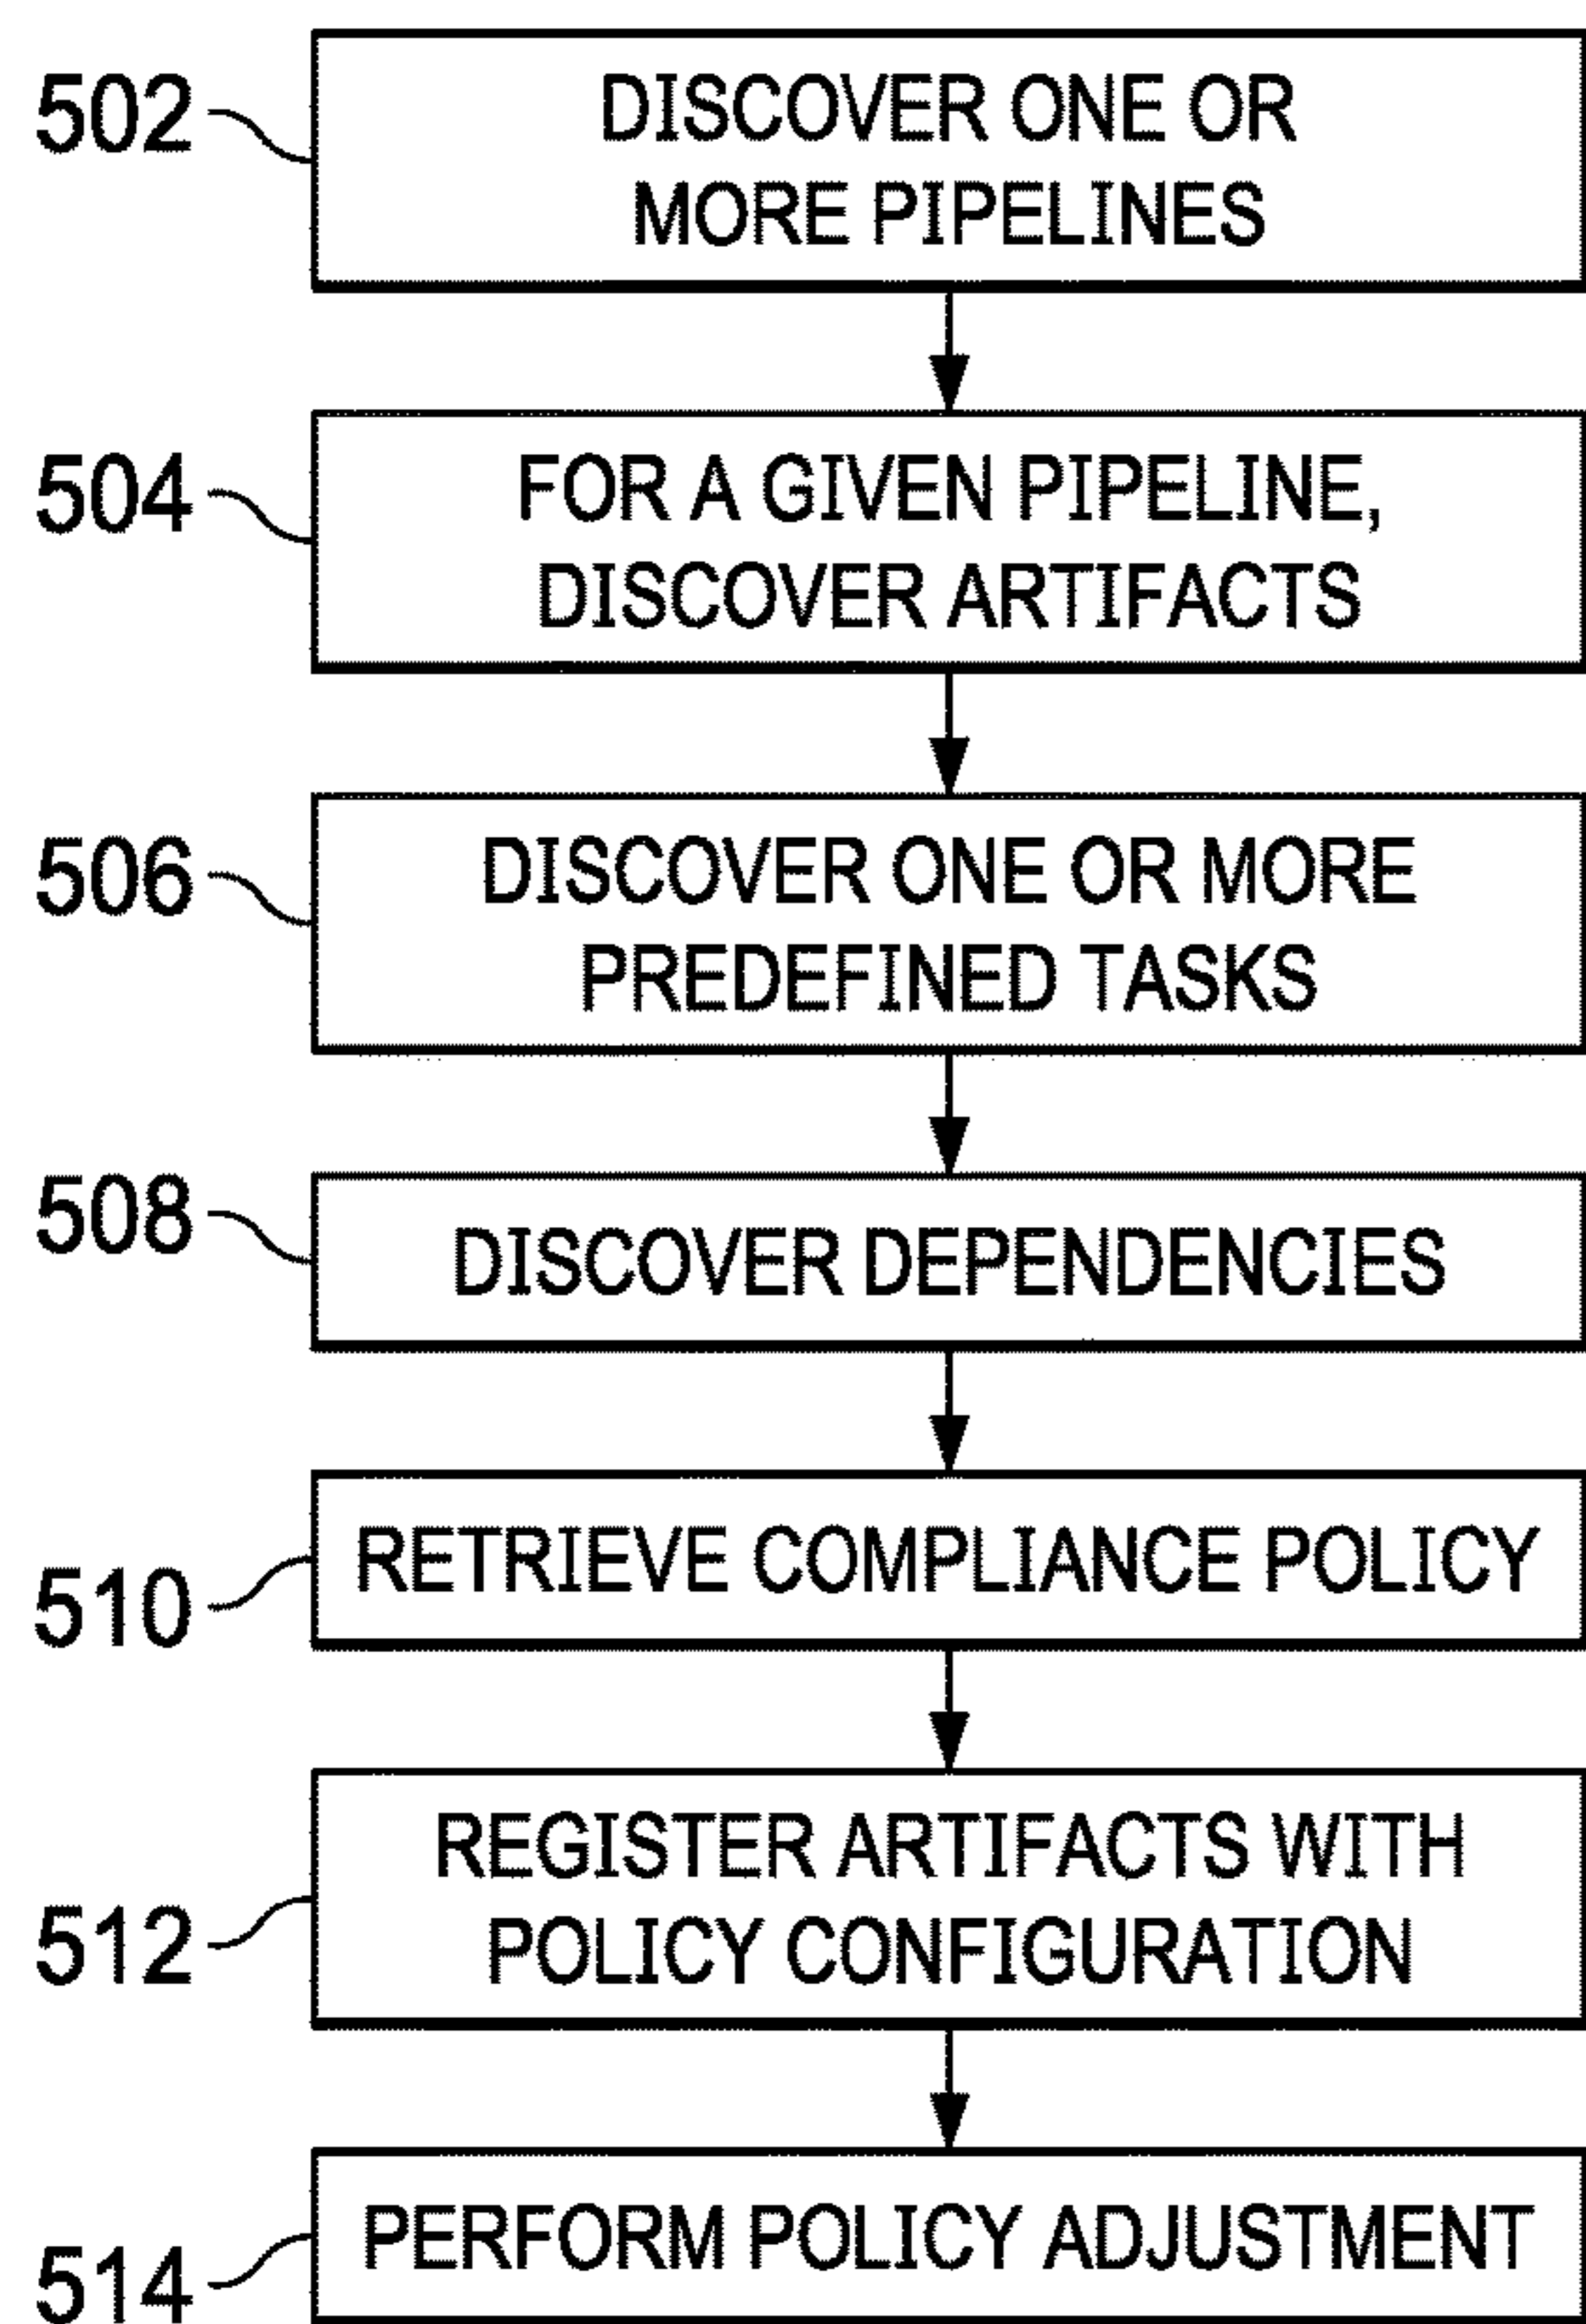 502
DISCOVER ONE OR
MORE PIPELINES
504
FOR A GIVEN PIPELINE,
DISCOVER ARTIFACTS
506
DISCOVER ONE OR MORE
PREDEFINED TASKS
508
DISCOVER DEPENDENCIES
510
RETRIEVE COMPLIANCE POLICY
512
REGISTER ARTIFACTS WITH
POLICY CONFIGURATION
514
PERFORM POLICY ADJUSTMENT